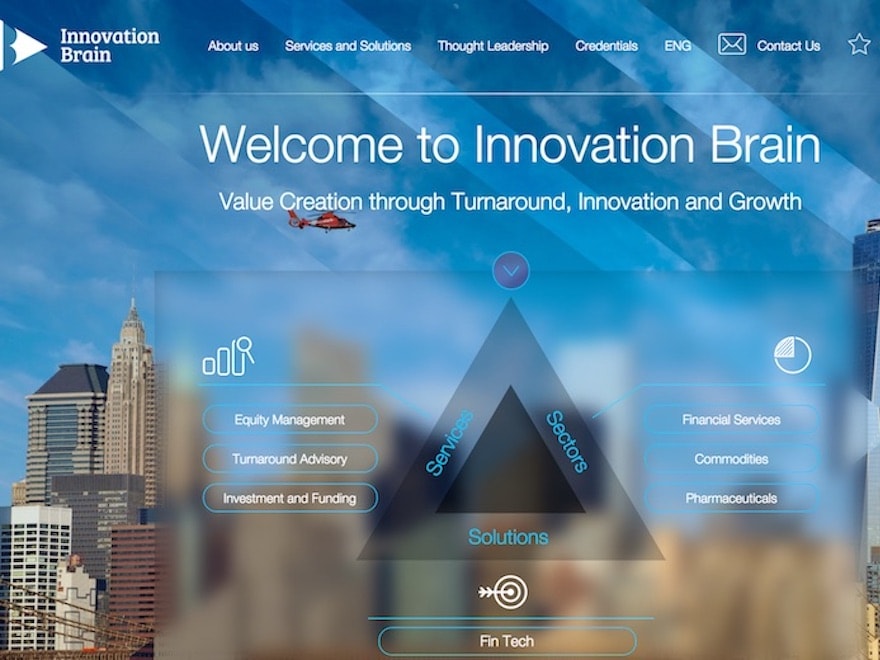 Innovation
Brain
About us
Services and Solutions
Thought Leadership
Credentials
ENG
Contact Us
Welcome to Innovation Brain
Value Creation through Turnaround, Innovation and Growth
Equity Management
Turnaround Advisory
Investment and Funding
Services
Sectors
Solutions
Financial Services
Commodities
Pharmaceuticals
Fin Tech